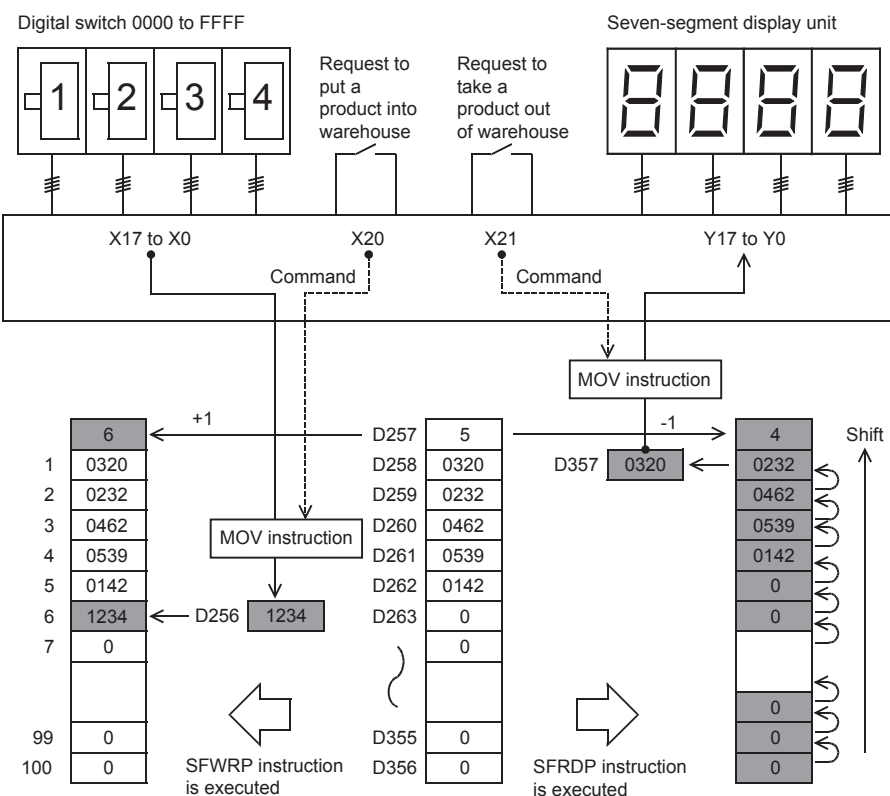 Digital switch 0000 to FFFF
Seven-segment display unit
1 2 3 4
Request to
put a
product into
warehouse
Request to
take a
product out
of warehouse
8 8 8 8
X17 to X0
X20
X21
Y17 to Y0
Command
Command
MOV instruction
6
+1
D257
5
-1
4
Shift
1
0320
D258
0320
D357
0320
0232
2
0232
D259
0232
0462
3
0462
D260
0462
0539
MOV instruction
4
0539
D261
0539
0142
5
0142
D262
0142
0
6
1234
D256
1234
D263
0
0
7
0
0
0
99
0
D355
0
0
100
0
D356
0
0
SFWRP instruction
is executed
SFRDP instruction
is executed